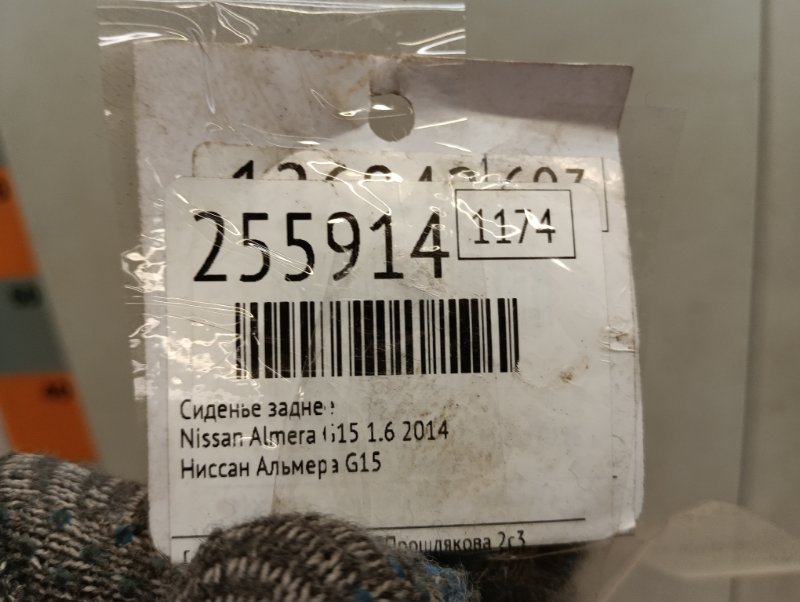 255914 1174
Сиденье заднее
Nissan Almera G15 1.6 2014
Ниссан Альмера G15
Прошлякова 2с3